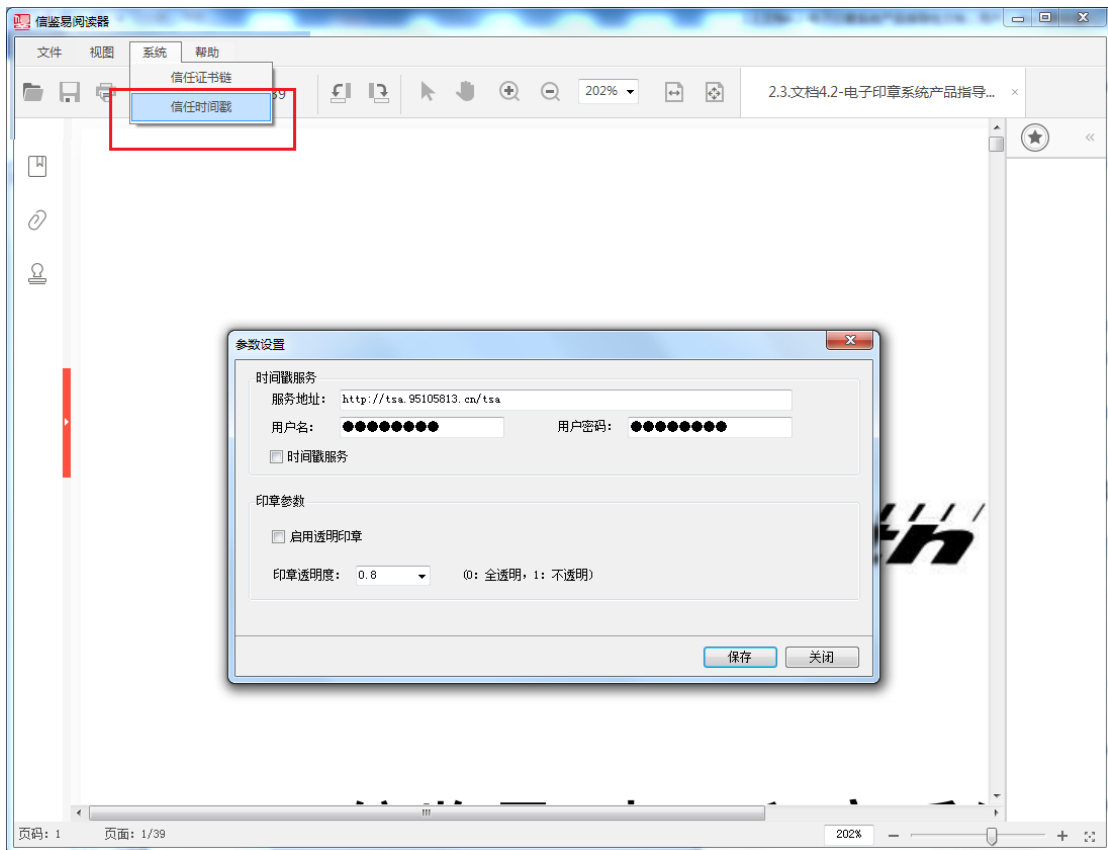 信鉴易阅读器
文件 视图 系统 帮助
信任证书链
信任时间戳
202%
2.3.文档4.2-电子印章系统产品指导...
参数设置
时间戳服务
服务地址: http://tsa.95105813.cn/tsa
用户名: ●●●●●●●● 用户密码: ●●●●●●●●
时间戳服务
印章参数
启用透明印章
印章透明度: 0.8 (0: 全透明，1: 不透明)
保存 关闭
页码: 1 页面: 1/39 202%